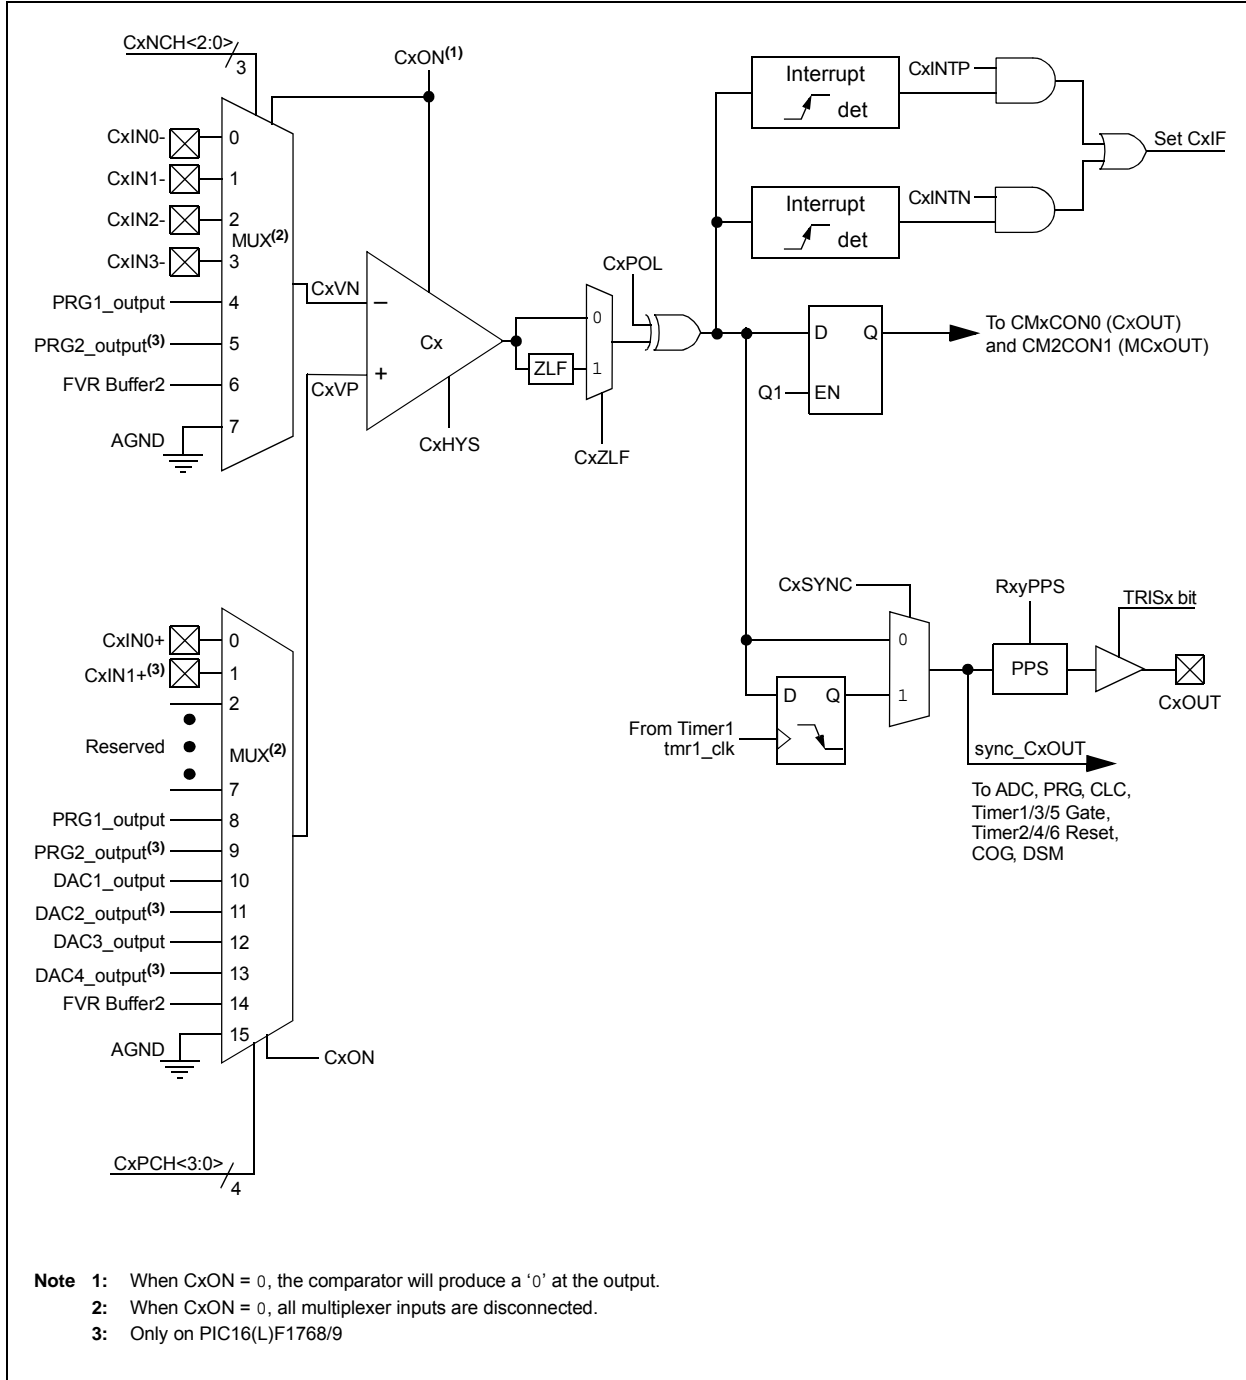 CxNCH<2:0>
3
CxON(1)
CxIN0-
0
CxIN1-
1
CxIN2-
2
MUX(2)
CxIN3-
3
PRG1_output
4
PRG2_output(3)
5
FVR Buffer2
6
AGND
7
CxVN
–
Cx
+
CxVP
CxHYS
0
ZLF
1
CxZLF
CxPOL
Interrupt
det
CxINTP
Interrupt
det
CxINTN
Set CxIF
D
Q
Q1
EN
To CMxCON0 (CxOUT)
and CM2CON1 (MCxOUT)
CxIN0+
0
CxIN1+(3)
1
2
Reserved
MUX(2)
7
PRG1_output
8
PRG2_output(3)
9
DAC1_output
10
DAC2_output(3)
11
DAC3_output
12
DAC4_output(3)
13
FVR Buffer2
14
AGND
15
CxON
CxPCH<3:0>
4
CxSYNC
0
1
D
Q
From Timer1
tmr1_clk
RxyPPS
PPS
TRISx bit
CxOUT
sync_CxOUT
To ADC, PRG, CLC,
Timer1/3/5 Gate,
Timer2/4/6 Reset,
COG, DSM
Note 1: When CxON = 0, the comparator will produce a ‘0’ at the output.
2: When CxON = 0, all multiplexer inputs are disconnected.
3: Only on PIC16(L)F1768/9